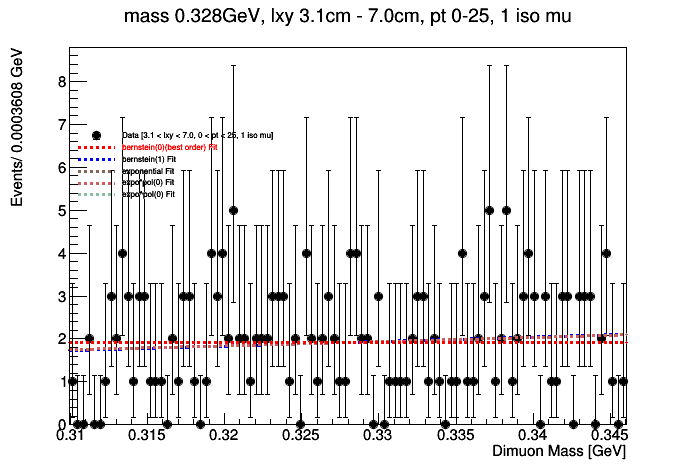 mass 0.328GeV, lxy 3.1cm - 7.0cm, pt 0-25, 1 iso mu
Events/ 0.0003608 GeV
8
7
6
5
4
3
2
1
0
Data [3.1 < lxy < 7.0, 0 < pt < 25, 1 iso mu]
bernstein(0)(best order) Fit
bernstein(1) Fit
exponential Fit
expo*pol(0) Fit
expo*pol(0) Fit
0.31 0.315 0.32 0.325 0.33 0.335 0.34 0.345
Dimuon Mass [GeV]